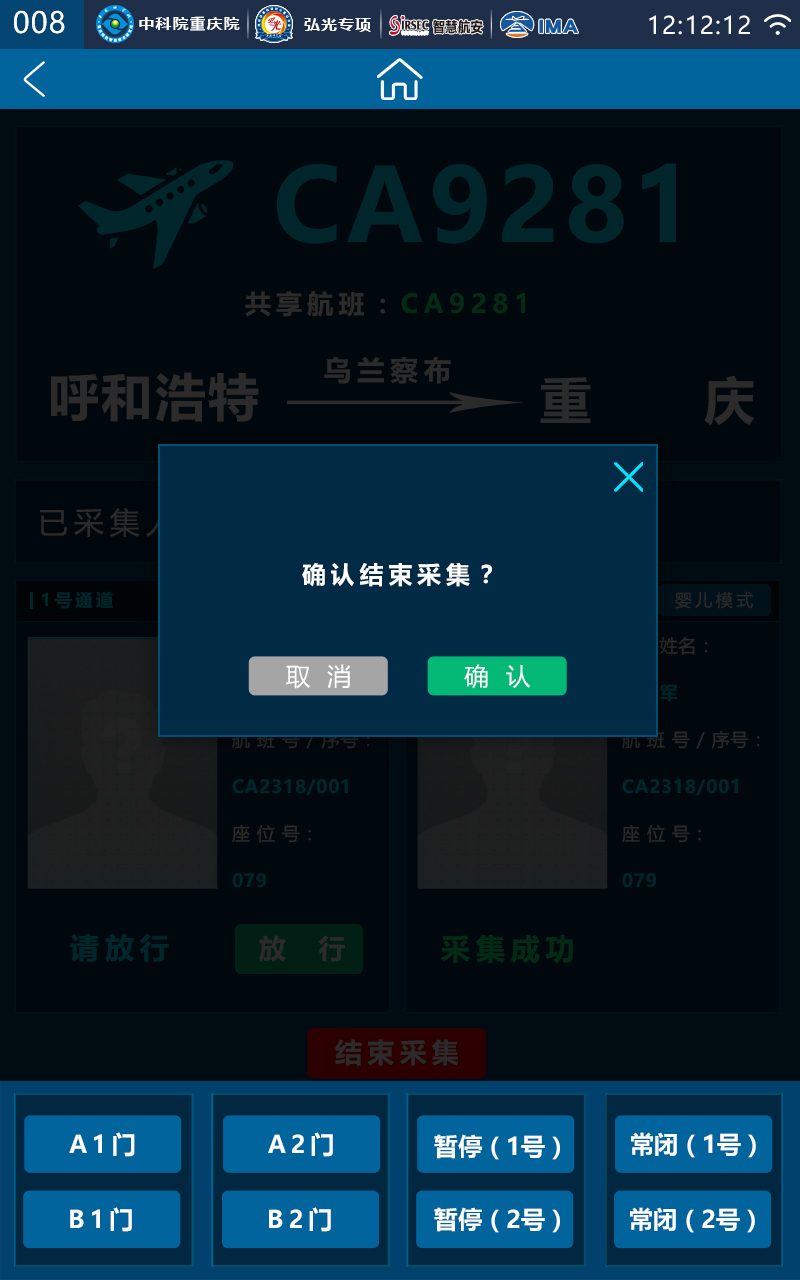 008 中科院重庆院 弘光专项 SIRSEC 智慧航安 IMA 12:12:12
CA9281
共享航班：CA9281
呼和浩特 乌兰察布 重 庆
已采集人
1号通道 婴儿模式
确认结束采集？
取 消 确 认
姓名：
军
航班号/序号： 航班号/序号：
CA2318/001 CA2318/001
座位号： 座位号：
079 079
请放行 放 行 采集成功
结束采集
A1门 A2门 暂停（1号） 常闭（1号）
B1门 B2门 暂停（2号） 常闭（2号）